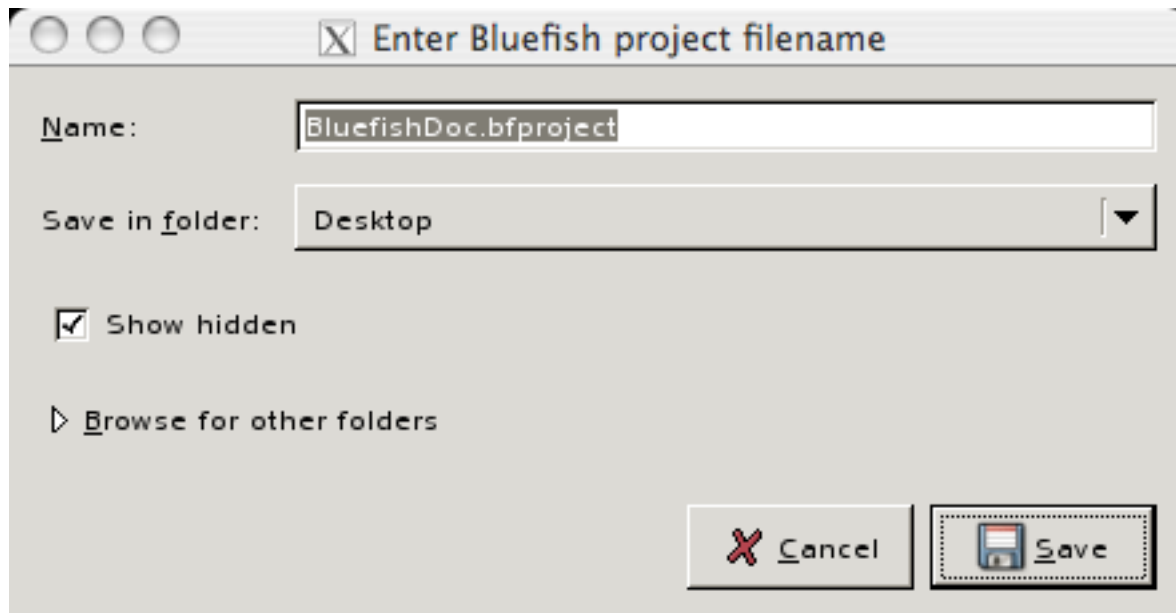 Enter Bluefish project filename
Name: BluefishDoc.bfproject
Save in folder: Desktop
Show hidden
Browse for other folders
Cancel Save